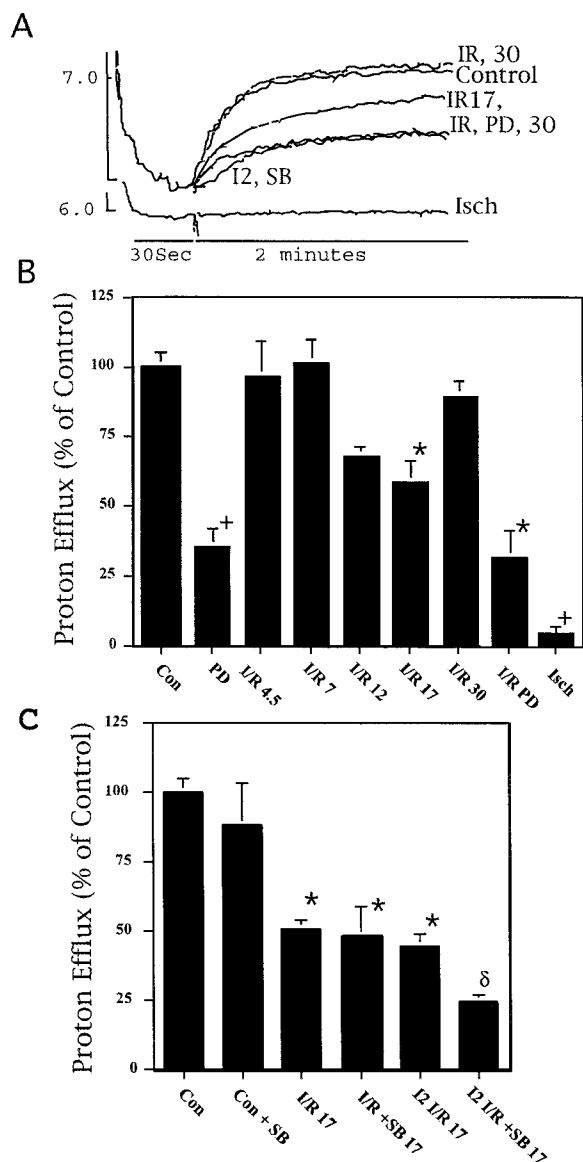 A
7.0
6.0
IR, 30
Control
IR17,
IR, PD, 30
I2, SB
Isch
30Sec
2 minutes
B
Proton Efflux (% of Control)
125
100
75
50
25
0
+
*
*
+
Con
PD
I/R 4.5
I/R 7
I/R 12
I/R 17
I/R 30
I/R PD
Isch
C
Proton Efflux (% of Control)
125
100
75
50
25
0
*
*
*
δ
Con
Con + SB
I/R 17
I/R +SB 17
I2 I/R 17
I2 I/R +SB 17